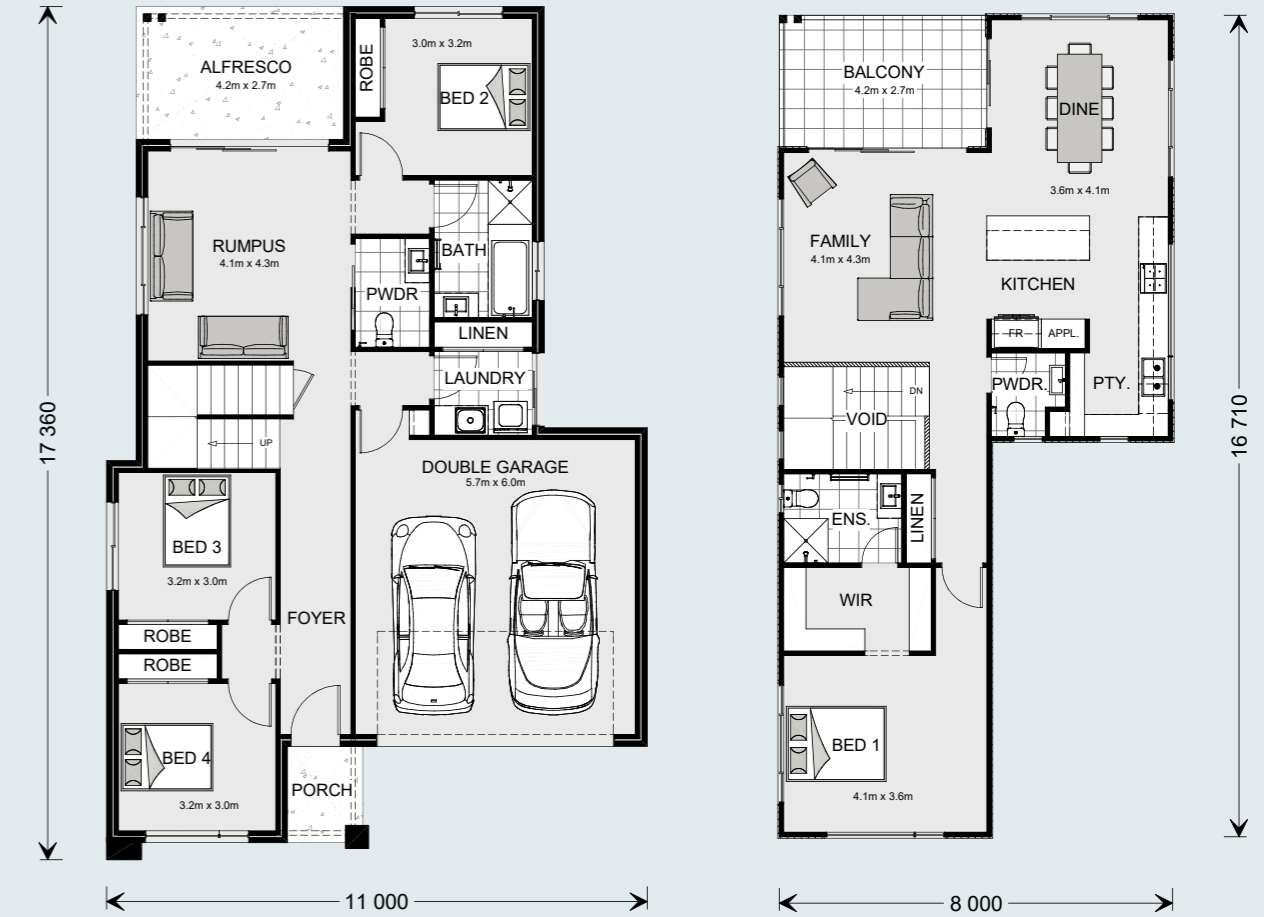 ALFRESCO
4.2m x 2.7m
ROBE
3.0m x 3.2m
BED 2
RUMPUS
4.1m x 4.3m
BATH
PWDR
LINEN
LAUNDRY
UP
DOUBLE GARAGE
5.7m x 6.0m
BED 3
3.2m x 3.0m
FOYER
ROBE
ROBE
BED 4
3.2m x 3.0m
PORCH
17 360
11 000
BALCONY
4.2m x 2.7m
DINE
3.6m x 4.1m
FAMILY
4.1m x 4.3m
KITCHEN
FR
APPL.
PWDR.
PTY.
DN
VOID
ENS.
LINEN
WIR
BED 1
4.1m x 3.6m
16 710
8 000